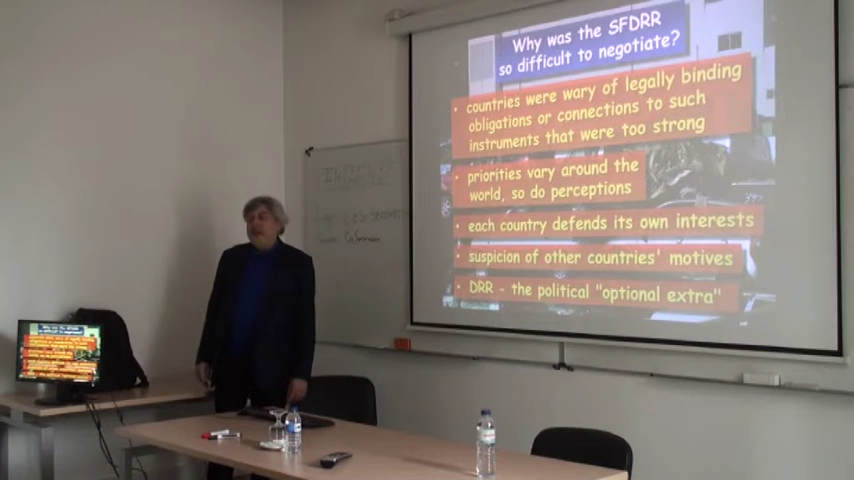 Why was the SFDRR
so difficult to negotiate?
• countries were wary of legally binding
obligations or connections to such
instruments that were too strong
• priorities vary around the
world, so do perceptions
• each country defends its own interests
• suspicion of other countries' motives
• DRR - the political "optional extra"